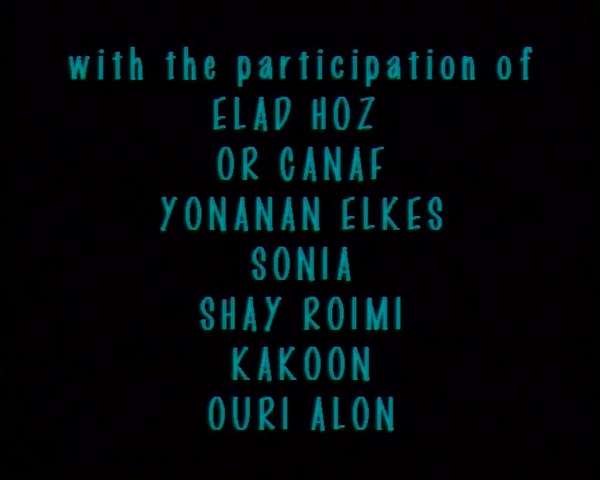 with the participation of
ELAD HOZ
OR CANAF
YONANAN ELKES
SONIA
SHAY ROIMI
KAKOON
OURI ALON